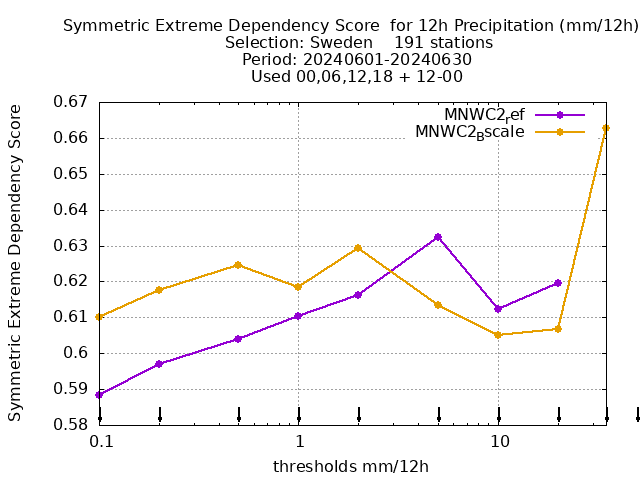 Symmetric Extreme Dependency Score  for 12h Precipitation (mm/12h)
Selection: Sweden    191 stations
Period: 20240601-20240630
Used 00,06,12,18 + 12-00
Symmetric Extreme Dependency Score
0.67
0.66
0.65
0.64
0.63
0.62
0.61
0.6
0.59
0.58
MNWC2ref
MNWC2Bscale
0.1
1
10
thresholds mm/12h